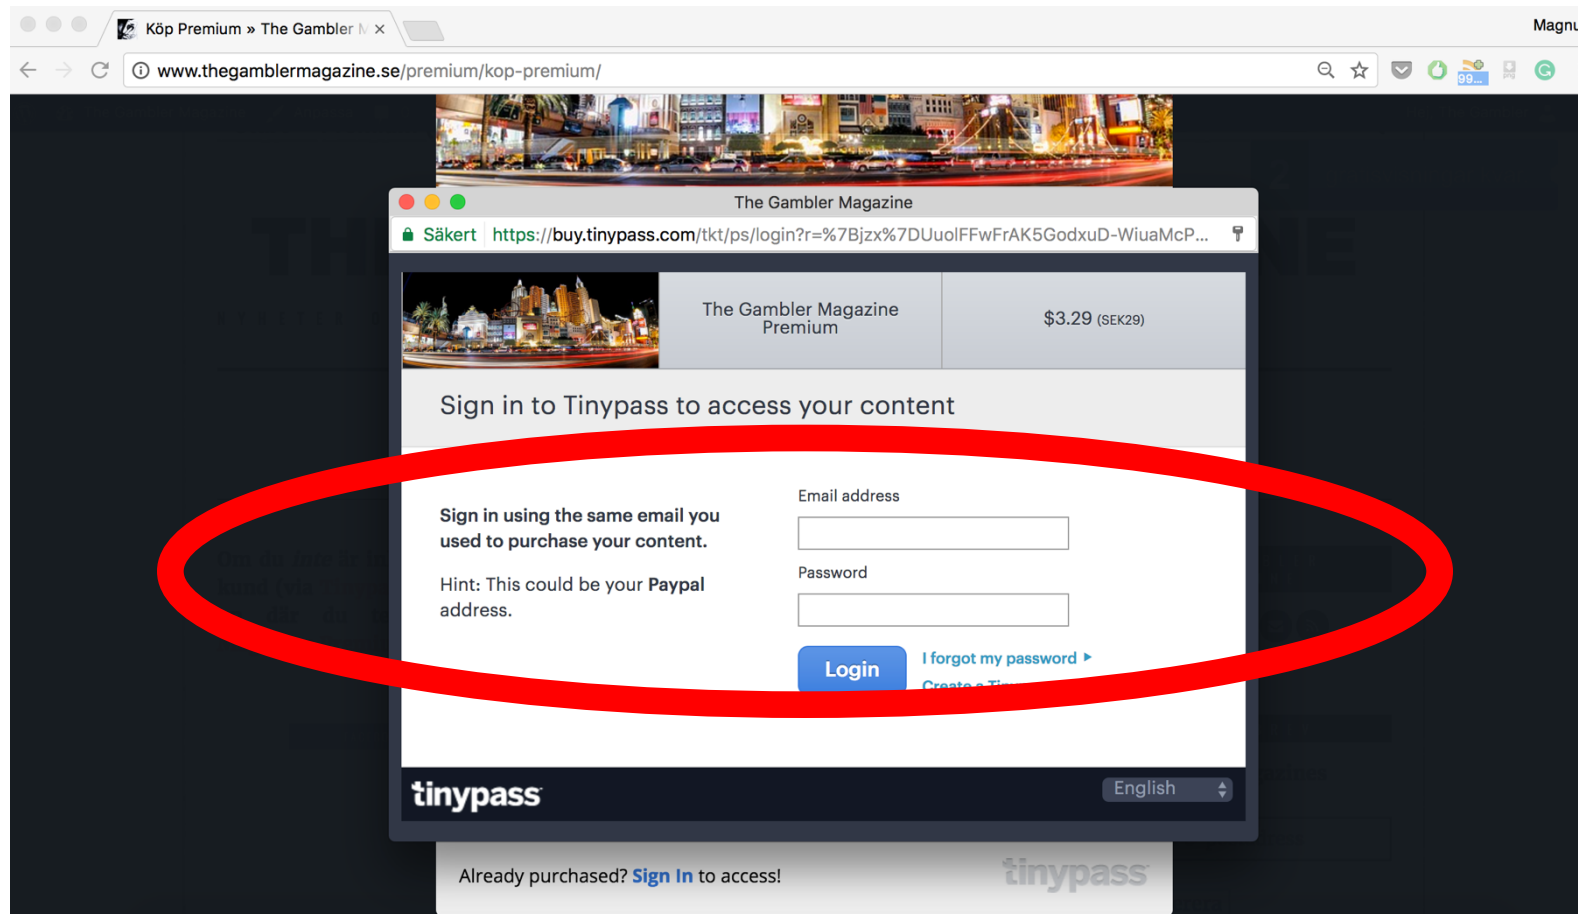 Köp Premium » The Gambler M
Magnu
www.thegamblermagazine.se/premium/kop-premium/
99...
The Gambler Magazine
Säkert https://buy.tinypass.com/tkt/ps/login?r=%7Bjzx%7DUuolFFwFrAK5GodxuD-WiuaMcP...
The Gambler Magazine
Premium
$3.29 (SEK29)
Sign in to Tinypass to access your content
Sign in using the same email you
used to purchase your content.
Hint: This could be your Paypal
address.
Email address
Password
Login
I forgot my password
Create a
tinypass
English
Already purchased? Sign In to access!
tinypass